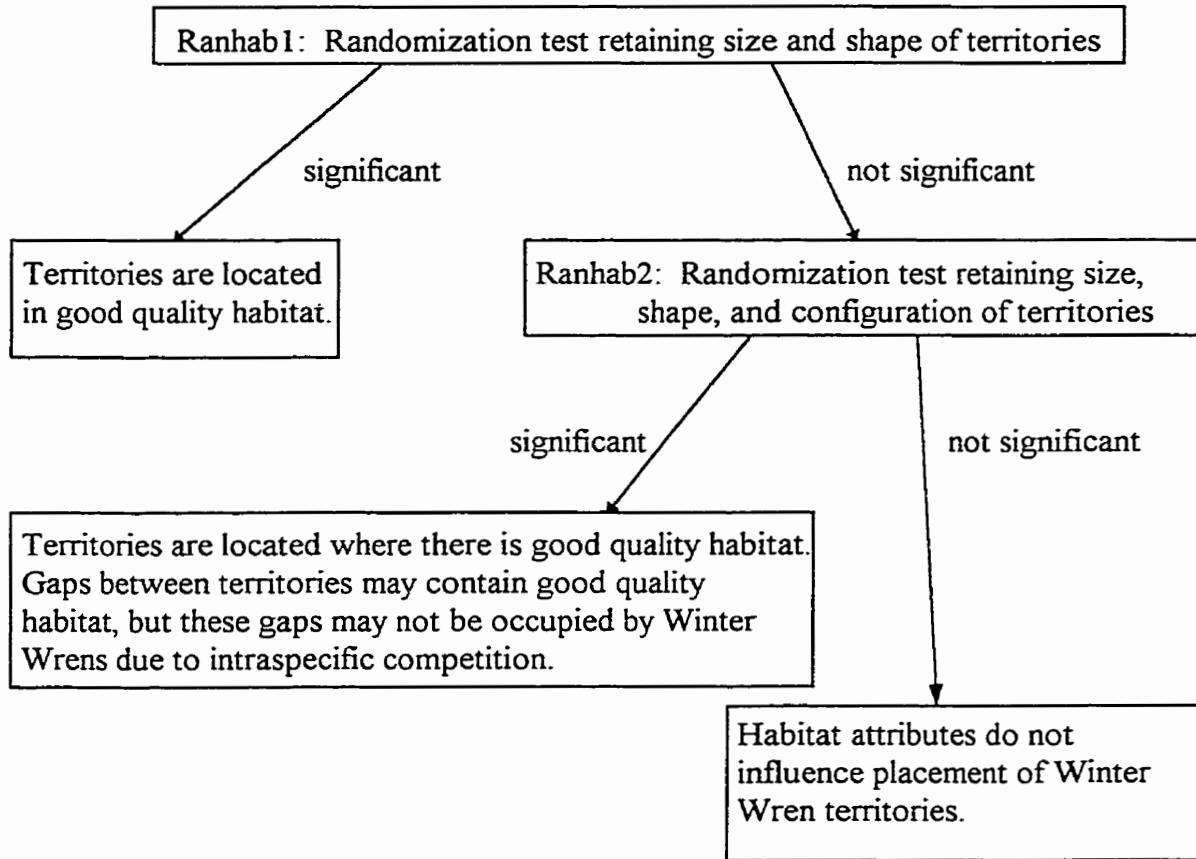 Ranhab1: Randomization test retaining size and shape of territories
significant
not significant
Territories are located
in good quality habitat.
Ranhab2: Randomization test retaining size,
shape, and configuration of territories
significant
not significant
Territories are located where there is good quality habitat.
Gaps between territories may contain good quality
habitat, but these gaps may not be occupied by Winter
Wrens due to intraspecific competition.
Habitat attributes do not
influence placement of Winter
Wren territories.